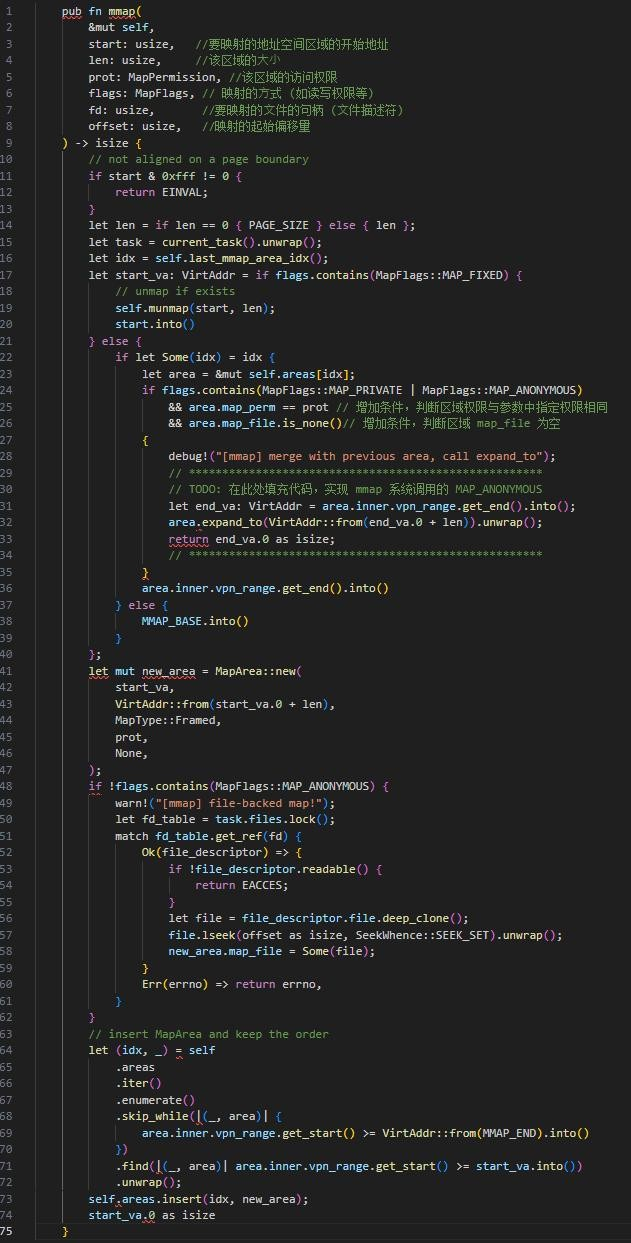 1 pub fn mmap(
2 &mut self,
3 start: usize, //要映射的地址空间区域的开始地址
4 len: usize, //该区域的大小
5 prot: MapPermission, //该区域的访问权限
6 flags: MapFlags, // 映射的方式 (如读写权限等)
7 fd: usize, //要映射的文件的句柄 (文件描述符)
8 offset: usize, //映射的起始偏移量
9 ) -> isize {
10 // not aligned on a page boundary
11 if start & 0xfff != 0 {
12 return EINVAL;
13 }
14 let len = if len == 0 { PAGE_SIZE } else { len };
15 let task = current_task().unwrap();
16 let idx = self.last_mmap_area_idx();
17 let start_va: VirtAddr = if flags.contains(MapFlags::MAP_FIXED) {
18 // unmap if exists
19 self.munmap(start, len);
20 start.into()
21 } else {
22 if let Some(idx) = idx {
23 let area = &mut self.areas[idx];
24 if flags.contains(MapFlags::MAP_PRIVATE | MapFlags::MAP_ANONYMOUS)
25 && area.map_perm == prot // 增加条件，判断区域权限与参数中指定权限相同
26 && area.map_file.is_none()// 增加条件，判断区域 map_file 为空
27 {
28 debug!("[mmap] merge with previous area, call expand_to");
29 // *****************************************************
30 // TODO: 在此处填充代码，实现 mmap 系统调用的 MAP_ANONYMOUS
31 let end_va: VirtAddr = area.inner.vpn_range.get_end().into();
32 area.expand_to(VirtAddr::from(end_va.0 + len)).unwrap();
33 return end_va.0 as isize;
34 // *****************************************************
35 }
36 area.inner.vpn_range.get_end().into()
37 } else {
38 MMAP_BASE.into()
39 }
40 };
41 let mut new_area = MapArea::new(
42 start_va,
43 VirtAddr::from(start_va.0 + len),
44 MapType::Framed,
45 prot,
46 None,
47 );
48 if !flags.contains(MapFlags::MAP_ANONYMOUS) {
49 warn!("[mmap] file-backed map!");
50 let fd_table = task.files.lock();
51 match fd_table.get_ref(fd) {
52 Ok(file_descriptor) => {
53 if !file_descriptor.readable() {
54 return EACCES;
55 }
56 let file = file_descriptor.file.deep_clone();
57 file.lseek(offset as isize, SeekWhence::SEEK_SET).unwrap();
58 new_area.map_file = Some(file);
59 }
60 Err(errno) => return errno,
61 }
62 }
63 // insert MapArea and keep the order
64 let (idx, _) = self
65 .areas
66 .iter()
67 .enumerate()
68 .skip_while(|(_, area)| {
69 area.inner.vpn_range.get_start() >= VirtAddr::from(MMAP_END).into()
70 })
71 .find(|(_, area)| area.inner.vpn_range.get_start() >= start_va.into())
72 .unwrap();
73 self.areas.insert(idx, new_area);
74 start_va.0 as isize
75 }